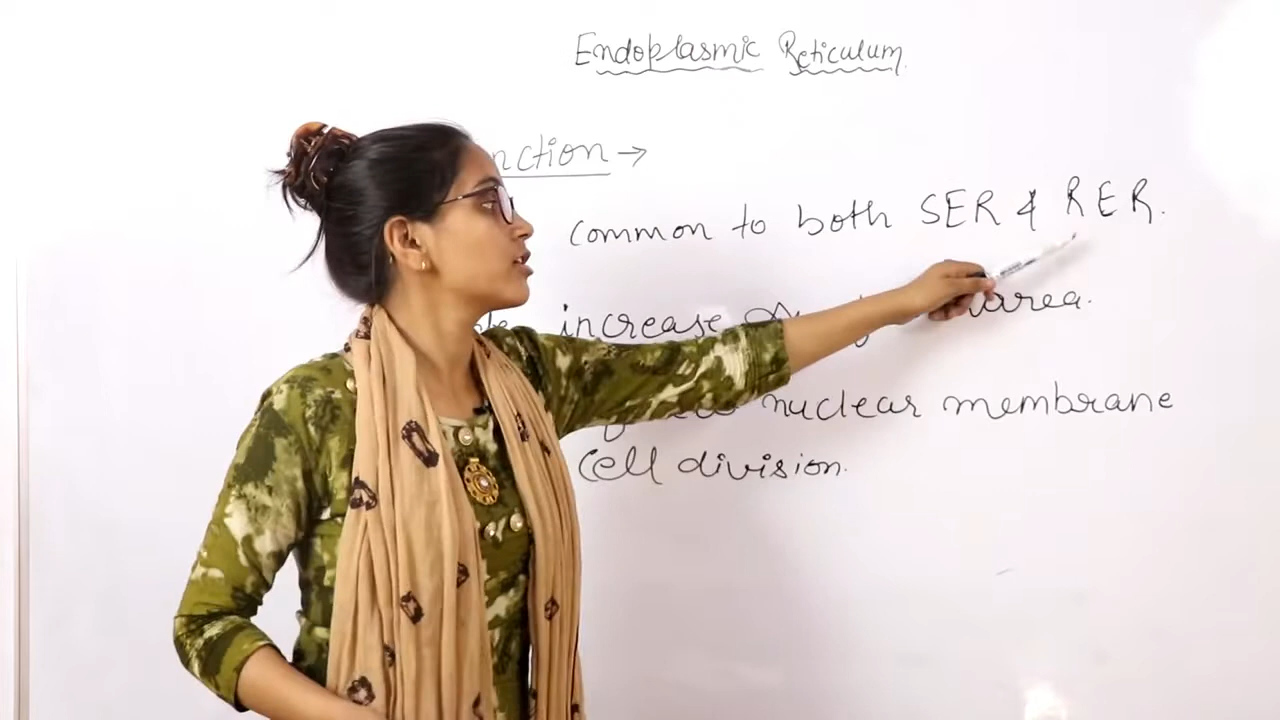 Endoplasmic Reticulum
nction →
common to both SER & RER.
increase area.
nuclear membrane
cell division.